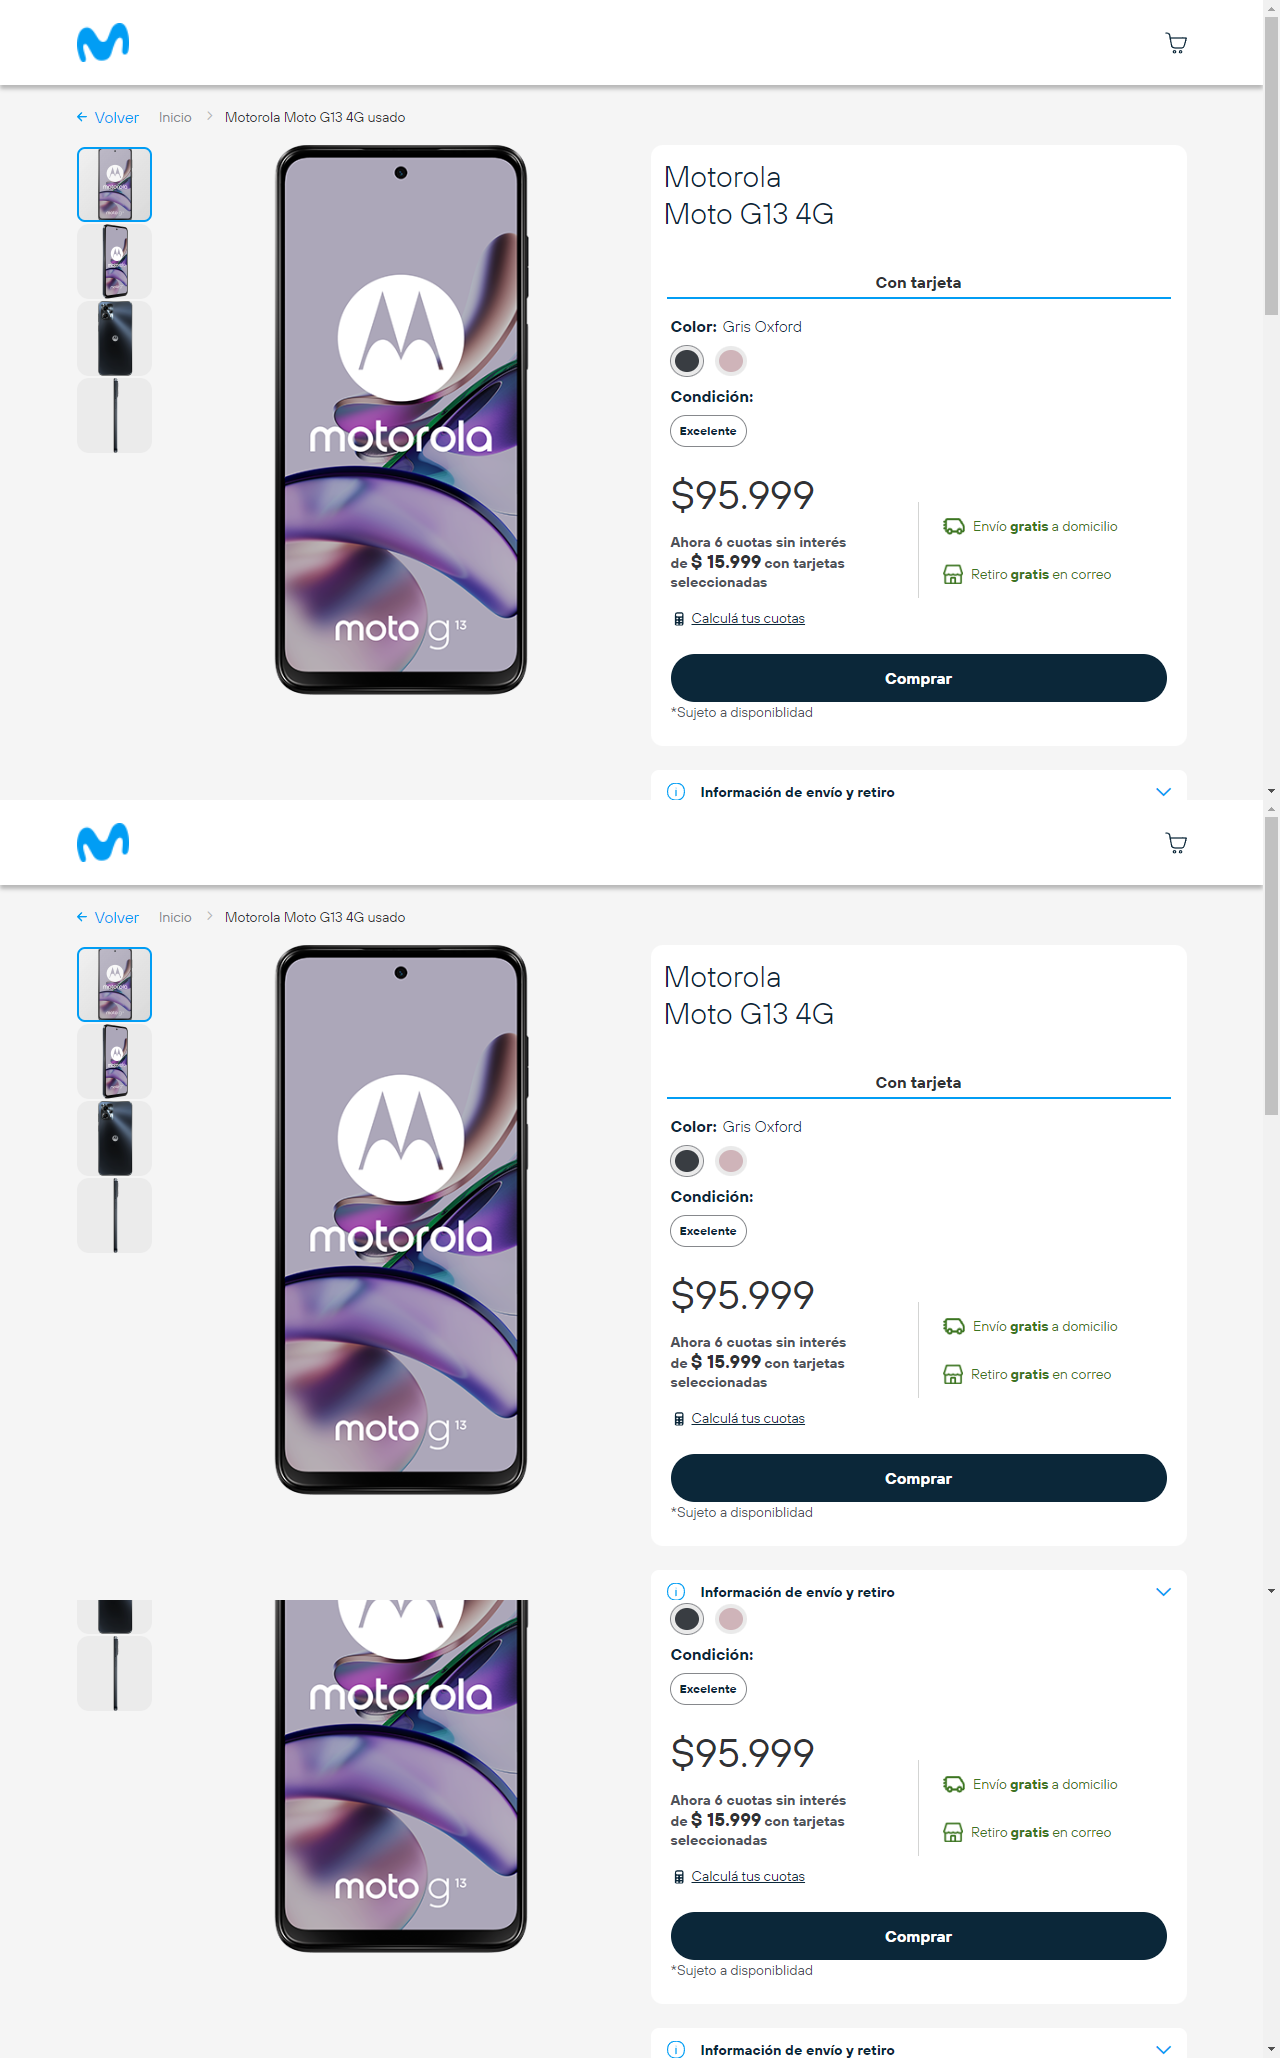 Volver Inicio Motorola Moto G13 4G usado
Motorola
Moto G13 4G
Con tarjeta
Color: Gris Oxford
Condición:
Excelente
motorola
$95.999
Ahora 6 cuotas sin interés
de $ 15.999 con tarjetas
seleccionadas
Envío gratis a domicilio
Retiro gratis en correo
moto g 13
Calculá tus cuotas
Comprar
*Sujeto a disponiblidad
Información de envío y retiro
Volver Inicio Motorola Moto G13 4G usado
Motorola
Moto G13 4G
Con tarjeta
Color: Gris Oxford
Condición:
Excelente
motorola
$95.999
Ahora 6 cuotas sin interés
de $ 15.999 con tarjetas
seleccionadas
Envío gratis a domicilio
Retiro gratis en correo
moto g 13
Calculá tus cuotas
Comprar
*Sujeto a disponiblidad
Información de envío y retiro
Condición:
Excelente
motorola
$95.999
Ahora 6 cuotas sin interés
de $ 15.999 con tarjetas
seleccionadas
Envío gratis a domicilio
Retiro gratis en correo
moto g 13
Calculá tus cuotas
Comprar
*Sujeto a disponiblidad
Información de envío y retiro